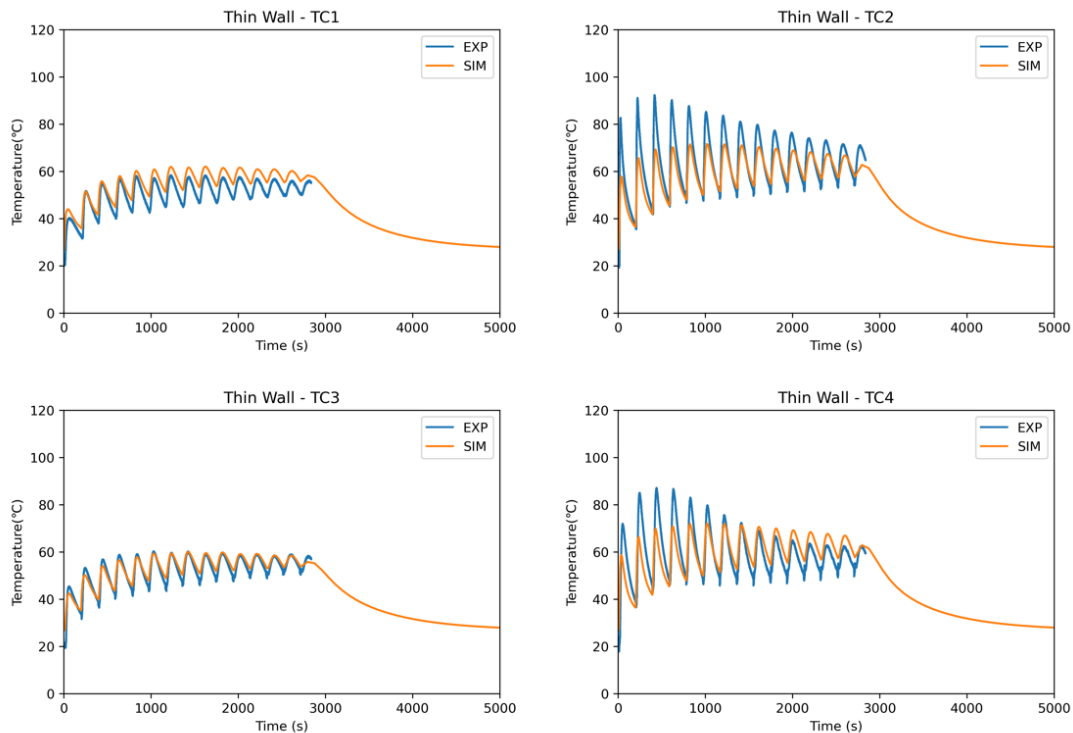 Thin Wall - TC1
120
100
80
60
40
20
0
Temperature(°C)
EXP
SIM
0 1000 2000 3000 4000 5000
Time (s)
Thin Wall - TC2
120
100
80
60
40
20
0
Temperature(°C)
EXP
SIM
0 1000 2000 3000 4000 5000
Time (s)
Thin Wall - TC3
120
100
80
60
40
20
0
Temperature(°C)
EXP
SIM
0 1000 2000 3000 4000 5000
Time (s)
Thin Wall - TC4
120
100
80
60
40
20
0
Temperature(°C)
EXP
SIM
0 1000 2000 3000 4000 5000
Time (s)